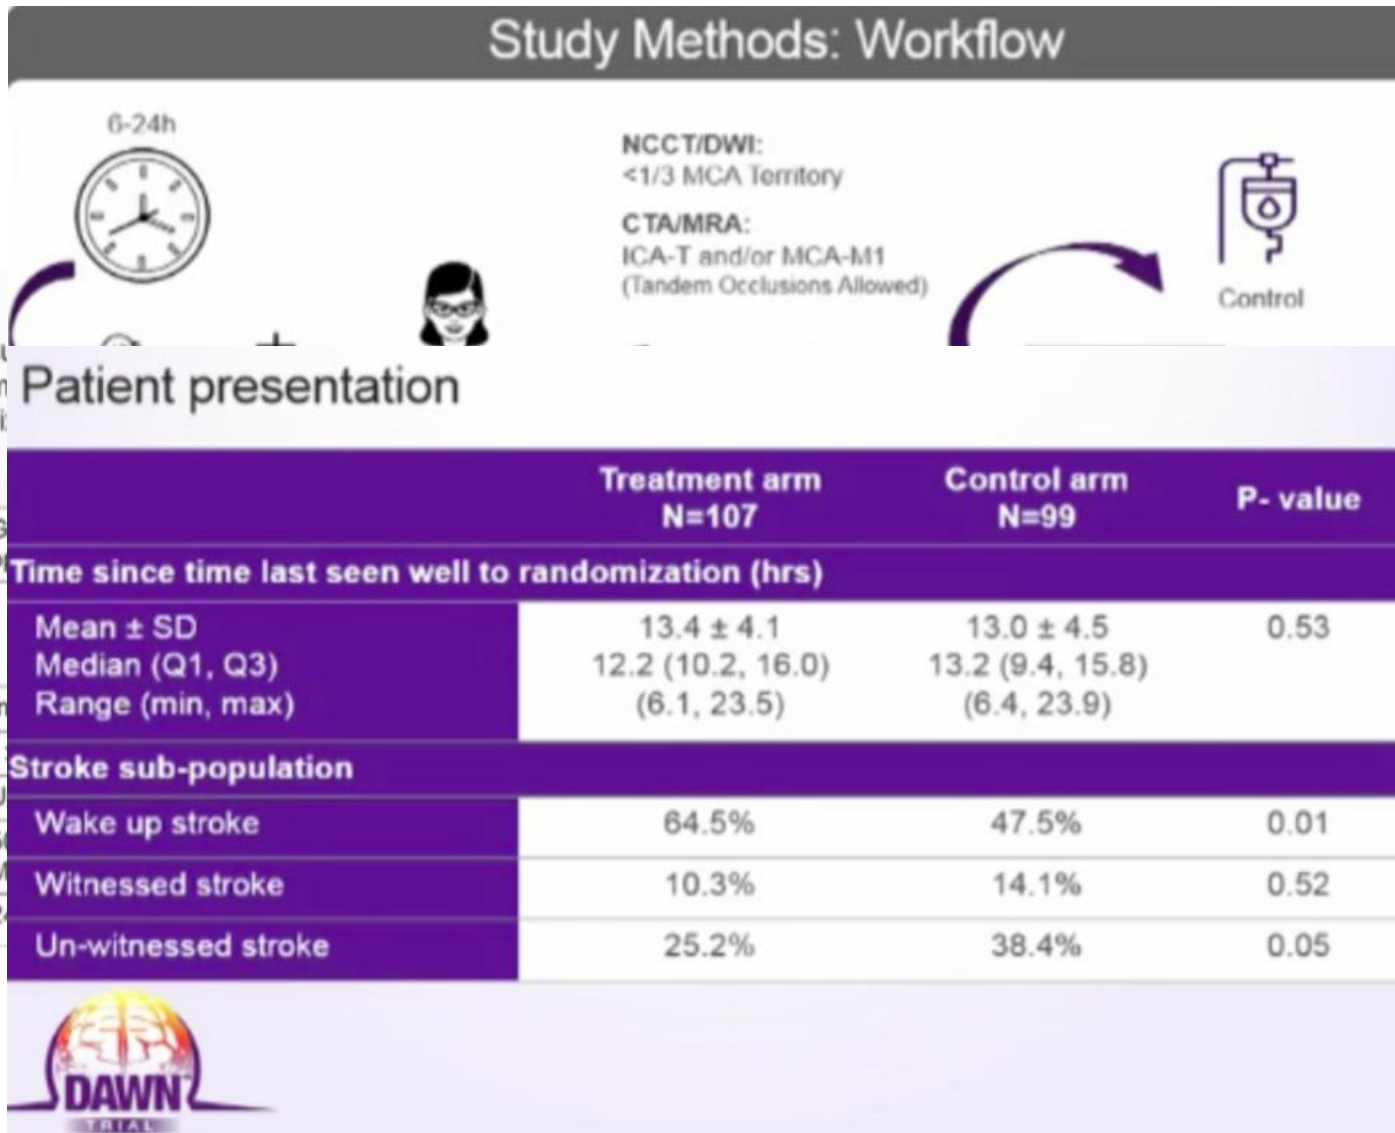 Study Methods: Workflow
6-24h
NCCT/DWI:
<1/3 MCA Territory
CTA/MRA:
ICA-T and/or MCA-M1
(Tandem Occlusions Allowed)
Control
Patient presentation
Treatment arm Control arm P- value
N=107 N=99
Time since time last seen well to randomization (hrs)
Mean ± SD 13.4 ± 4.1 13.0 ± 4.5 0.53
Median (Q1, Q3) 12.2 (10.2, 16.0) 13.2 (9.4, 15.8)
Range (min, max) (6.1, 23.5) (6.4, 23.9)
Stroke sub-population
Wake up stroke 64.5% 47.5% 0.01
Witnessed stroke 10.3% 14.1% 0.52
Un-witnessed stroke 25.2% 38.4% 0.05
DAWN
TRIAL